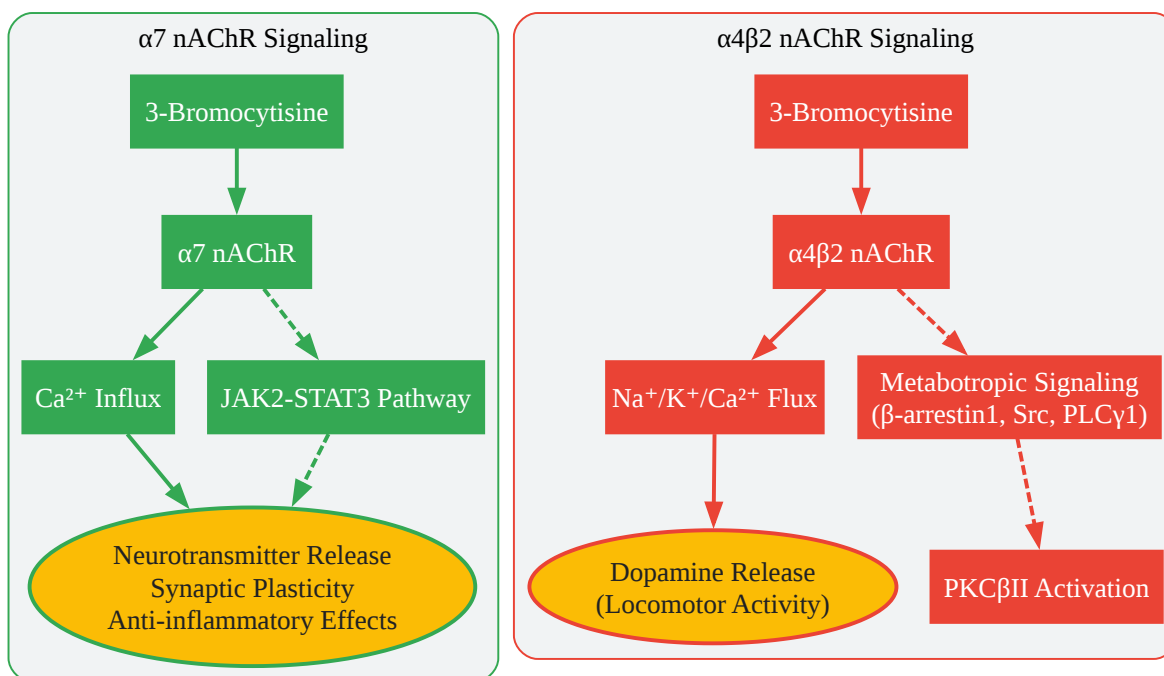 α7 nAChR Signaling
3-Bromocytisine
α7 nAChR
Ca²⁺ Influx
JAK2-STAT3 Pathway
Neurotransmitter Release
Synaptic Plasticity
Anti-inflammatory Effects
α4β2 nAChR Signaling
3-Bromocytisine
α4β2 nAChR
Na⁺/K⁺/Ca²⁺ Flux
Metabotropic Signaling
(β-arrestin1, Src, PLCγ1)
Dopamine Release
(Locomotor Activity)
PKCβII Activation